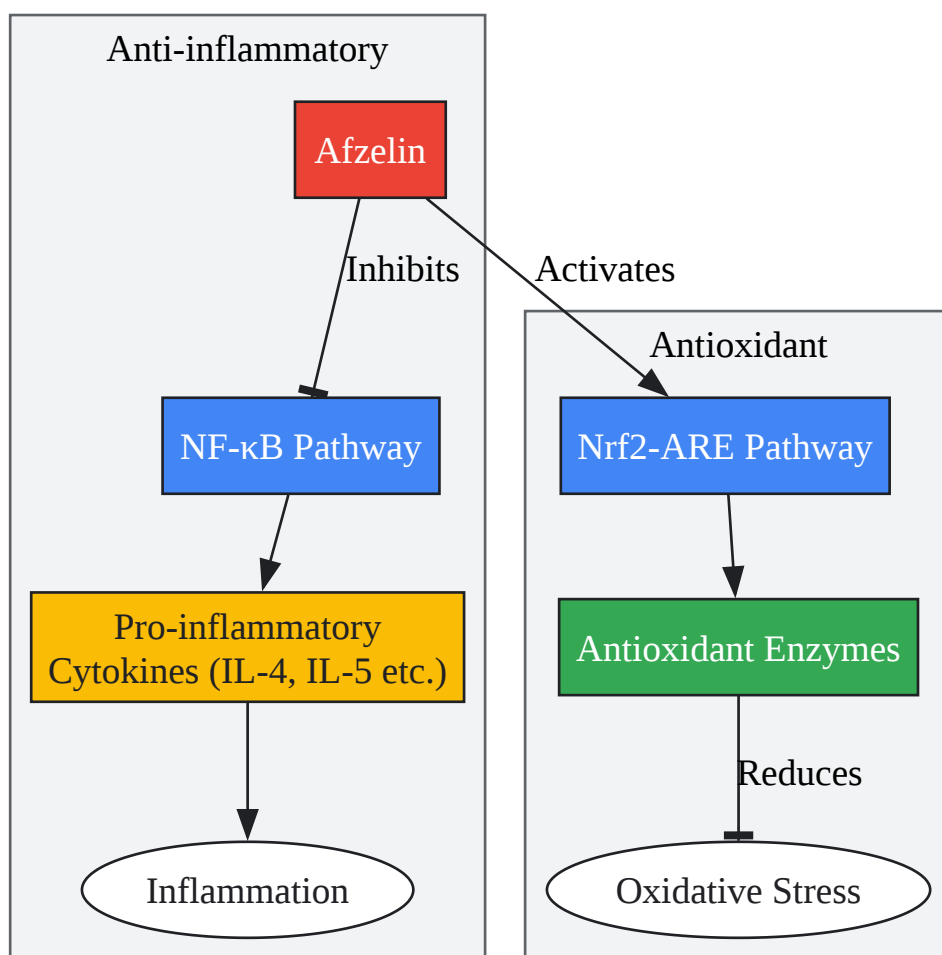 Anti-inflammatory
Afzelin
Inhibits
Activates
Antioxidant
NF-κB Pathway
Nrf2-ARE Pathway
Pro-inflammatory
Cytokines (IL-4, IL-5 etc.)
Antioxidant Enzymes
Reduces
Inflammation
Oxidative Stress